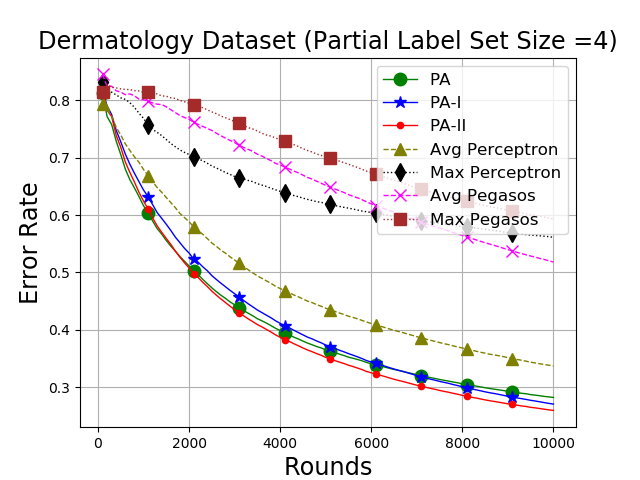 Dermatology Dataset (Partial Label Set Size =4)
Error Rate
0.8
0.7
0.6
0.5
0.4
0.3
PA
PA-I
PA-II
Avg Perceptron
Max Perceptron
Avg Pegasos
Max Pegasos
0 2000 4000 6000 8000 10000
Rounds